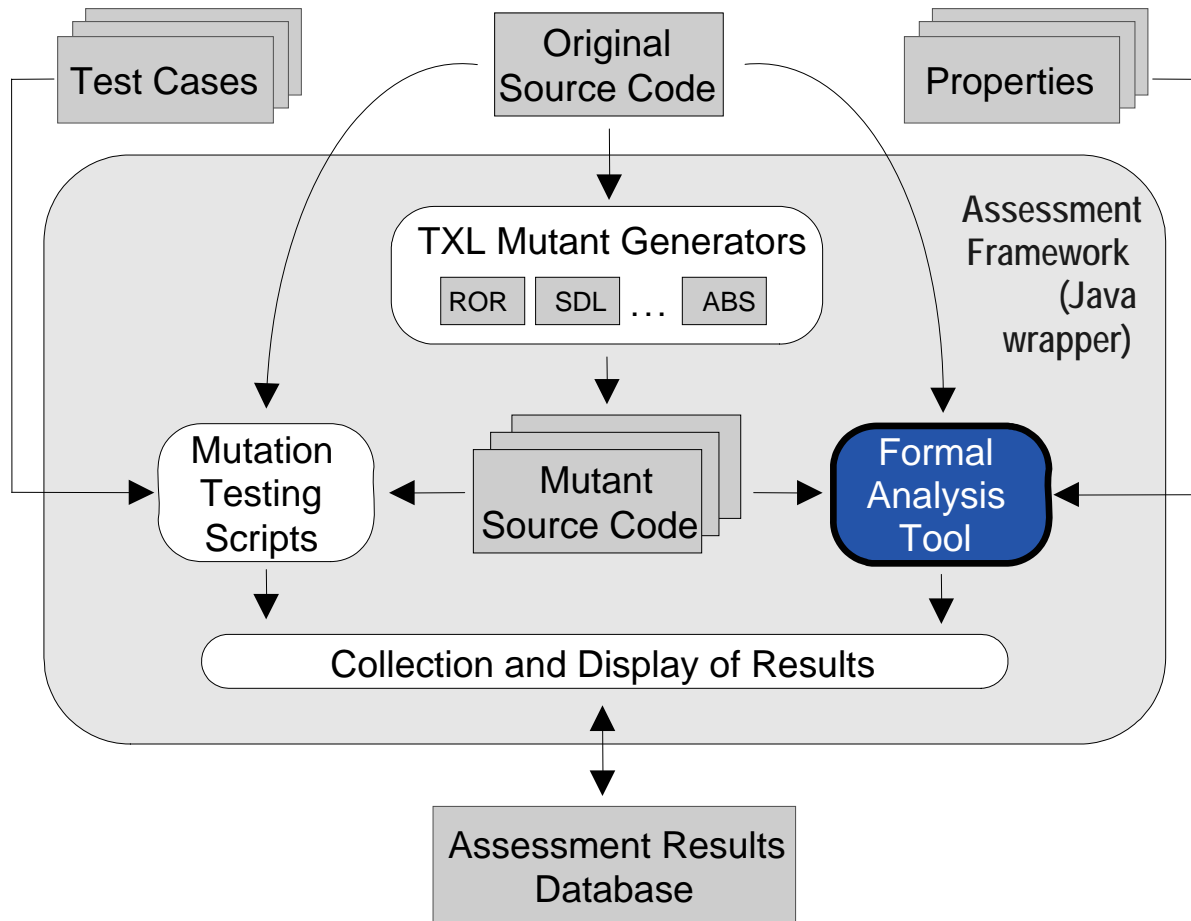 Test Cases
Original
Source Code
Properties
Assessment
Framework
(Java
wrapper)
TXL Mutant Generators
ROR
SDL
...
ABS
Mutation
Testing
Scripts
Mutant
Source Code
Formal
Analysis
Tool
Collection and Display of Results
Assessment Results
Database